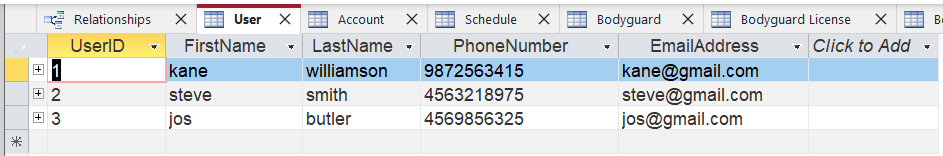 Relationships User Account Schedule Bodyguard Bodyguard License
UserID FirstName LastName PhoneNumber EmailAddress Click to Add
1 kane williamson 9872563415 kane@gmail.com
2 steve smith 4563218975 steve@gmail.com
3 jos butler 4569856325 jos@gmail.com